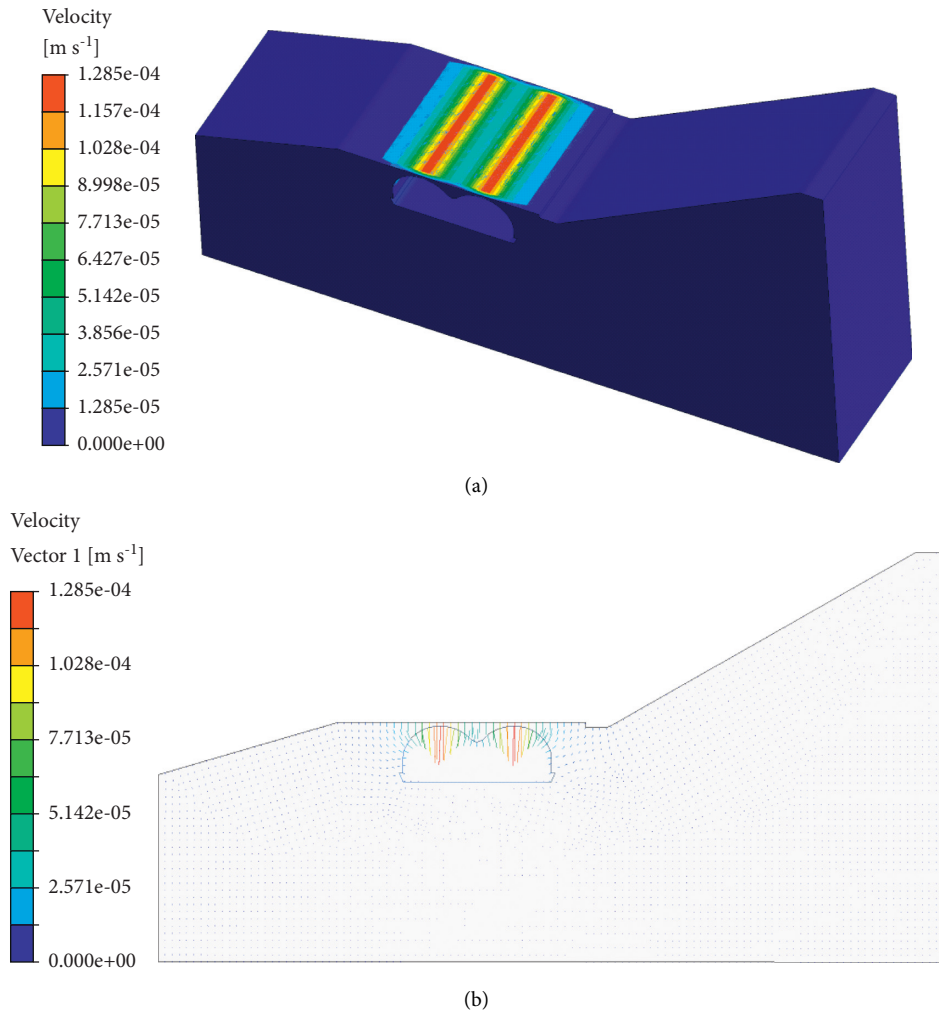 Velocity
[m s-1]
1.285e-04
1.157e-04
1.028e-04
8.998e-05
7.713e-05
6.427e-05
5.142e-05
3.856e-05
2.571e-05
1.285e-05
0.000e+00
(a)
Velocity
Vector 1 [m s-1]
1.285e-04
1.028e-04
7.713e-05
5.142e-05
2.571e-05
0.000e+00
(b)